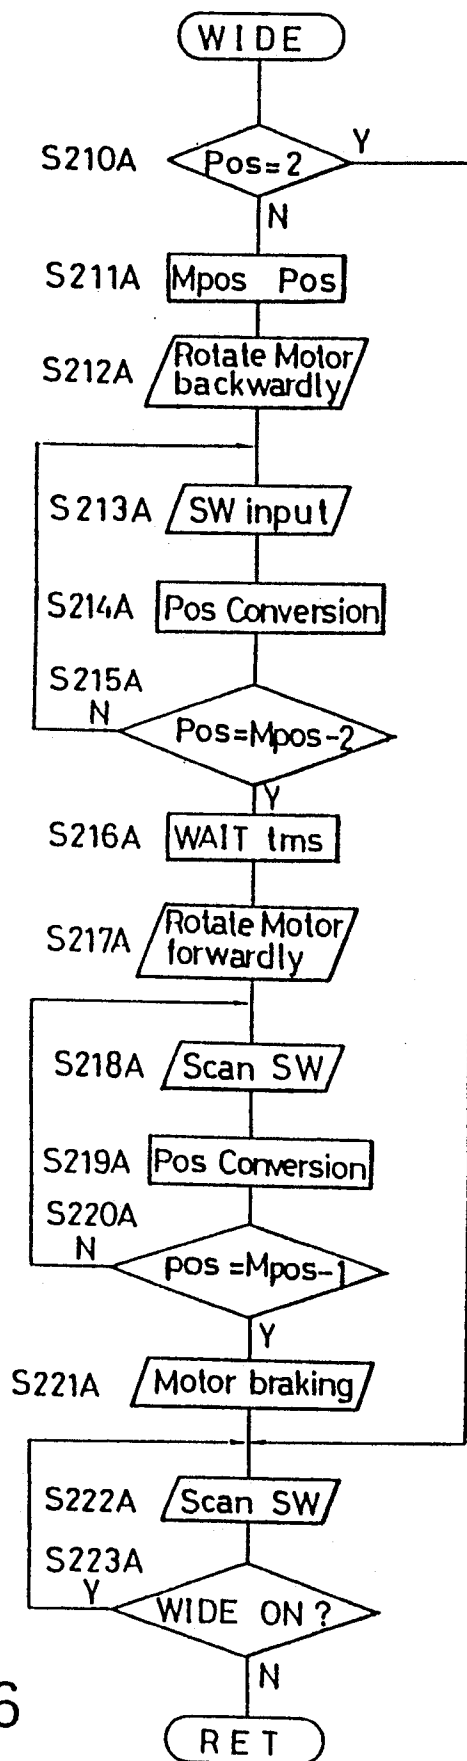 WIDE
Y
S210A
Pos=2
N
S211A
Mpos Pos
S212A
Rotate Motor
backwardly
S213A
SW input
S214A
Pos Conversion
S215A
N
Pos=Mpos-2
Y
S216A
WAIT tms
S217A
Rotate Motor
forwardly
S218A
Scan SW
S219A
Pos Conversion
S220A
N
pos=Mpos-1
Y
S221A
Motor braking
S222A
Scan SW
S223A
Y
WIDE ON?
N
6
RET